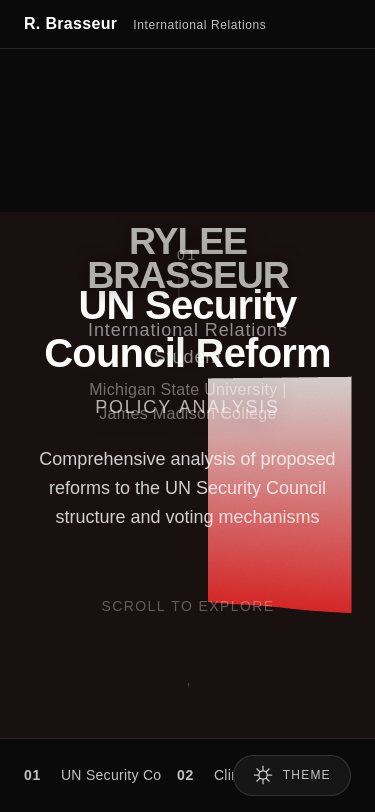 R. Brasseur International Relations
RYLEE
01
BRASSEUR
UN Security
International Relations
Student
Council Reform
Michigan State University |
POLICY ANALYSIS
James Madison College
Comprehensive analysis of proposed
reforms to the UN Security Council
structure and voting mechanisms
SCROLL TO EXPLORE
01 UN Security Co 02 Clim THEME